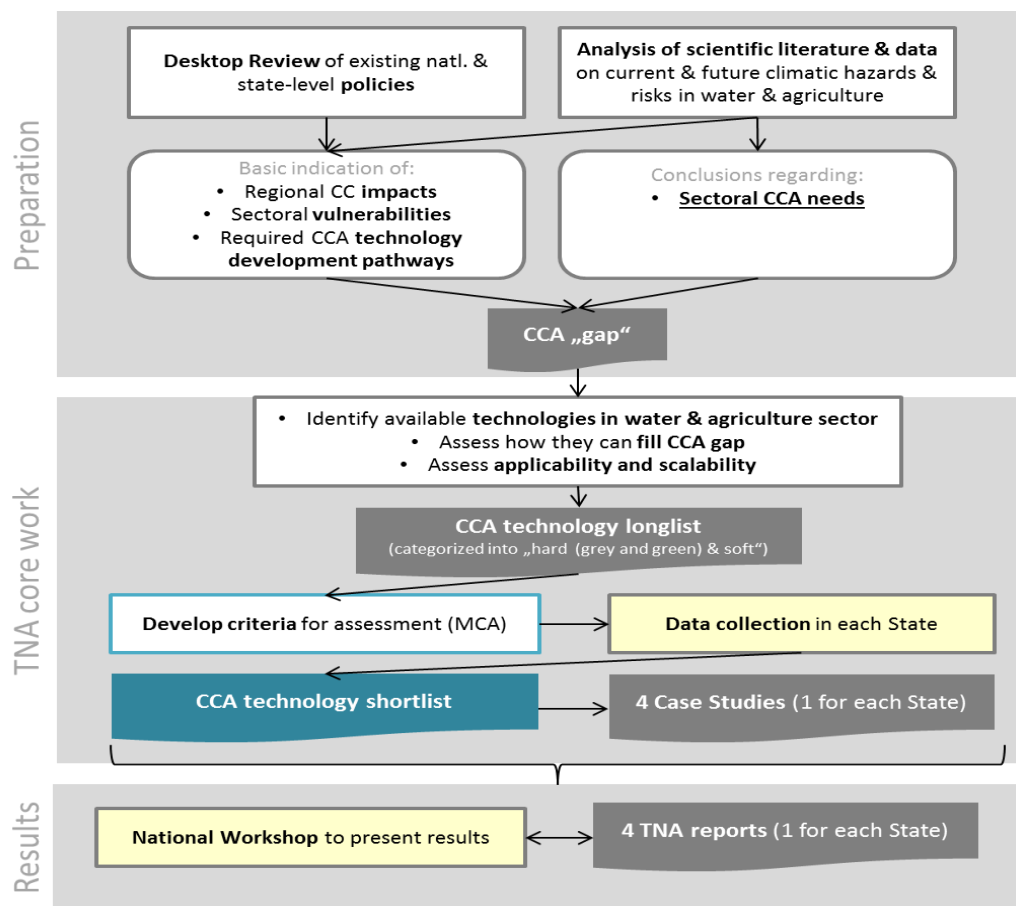 Preparation
Desktop Review of existing natl. &
state-level policies
Analysis of scientific literature & data
on current & future climatic hazards &
risks in water & agriculture
Basic indication of:
• Regional CC impacts
• Sectoral vulnerabilities
• Required CCA technology
development pathways
Conclusions regarding:
• Sectoral CCA needs
CCA „gap“
TNA core work
• Identify available technologies in water & agriculture sector
• Assess how they can fill CCA gap
• Assess applicability and scalability
CCA technology longlist
(categorized into „hard (grey and green) & soft“)
Develop criteria for assessment (MCA)
Data collection in each State
CCA technology shortlist
4 Case Studies (1 for each State)
Results
National Workshop to present results
4 TNA reports (1 for each State)